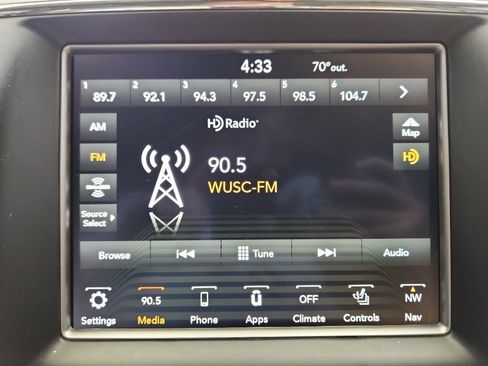 4:33 70°out.
1 89.7 2 92.1 3 94.3 4 97.5 5 98.5 6 104.7
AM
HD Radio
Map
FM
90.5
HD
WUSC-FM
Source
Select
Browse
Tune
Audio
90.5 OFF NW
Settings Media Phone Apps Climate Controls Nav